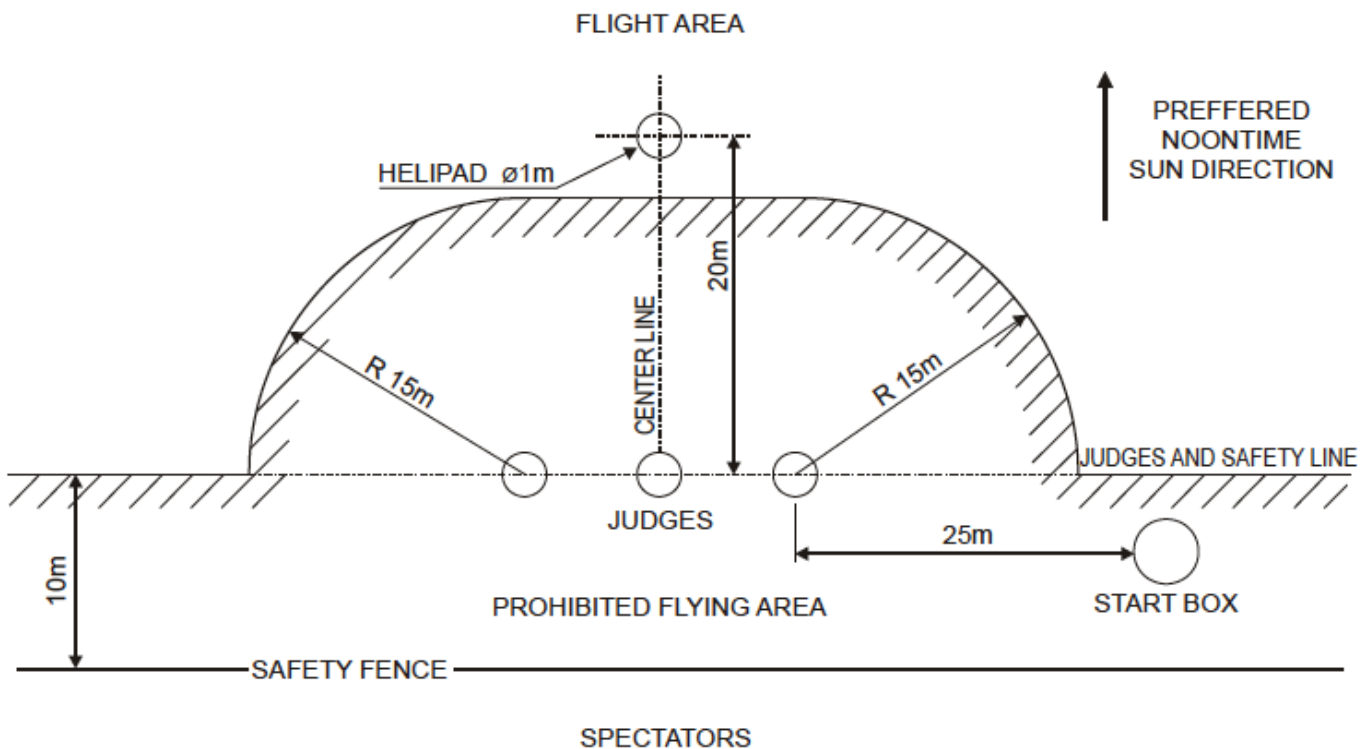 FLIGHT AREA
PREFFERED
NOONTIME
SUN DIRECTION
HELIPAD ø1m
20m
CENTER LINE
R 15m
R 15m
JUDGES AND SAFETY LINE
JUDGES
25m
10m
PROHIBITED FLYING AREA
START BOX
SAFETY FENCE
SPECTATORS